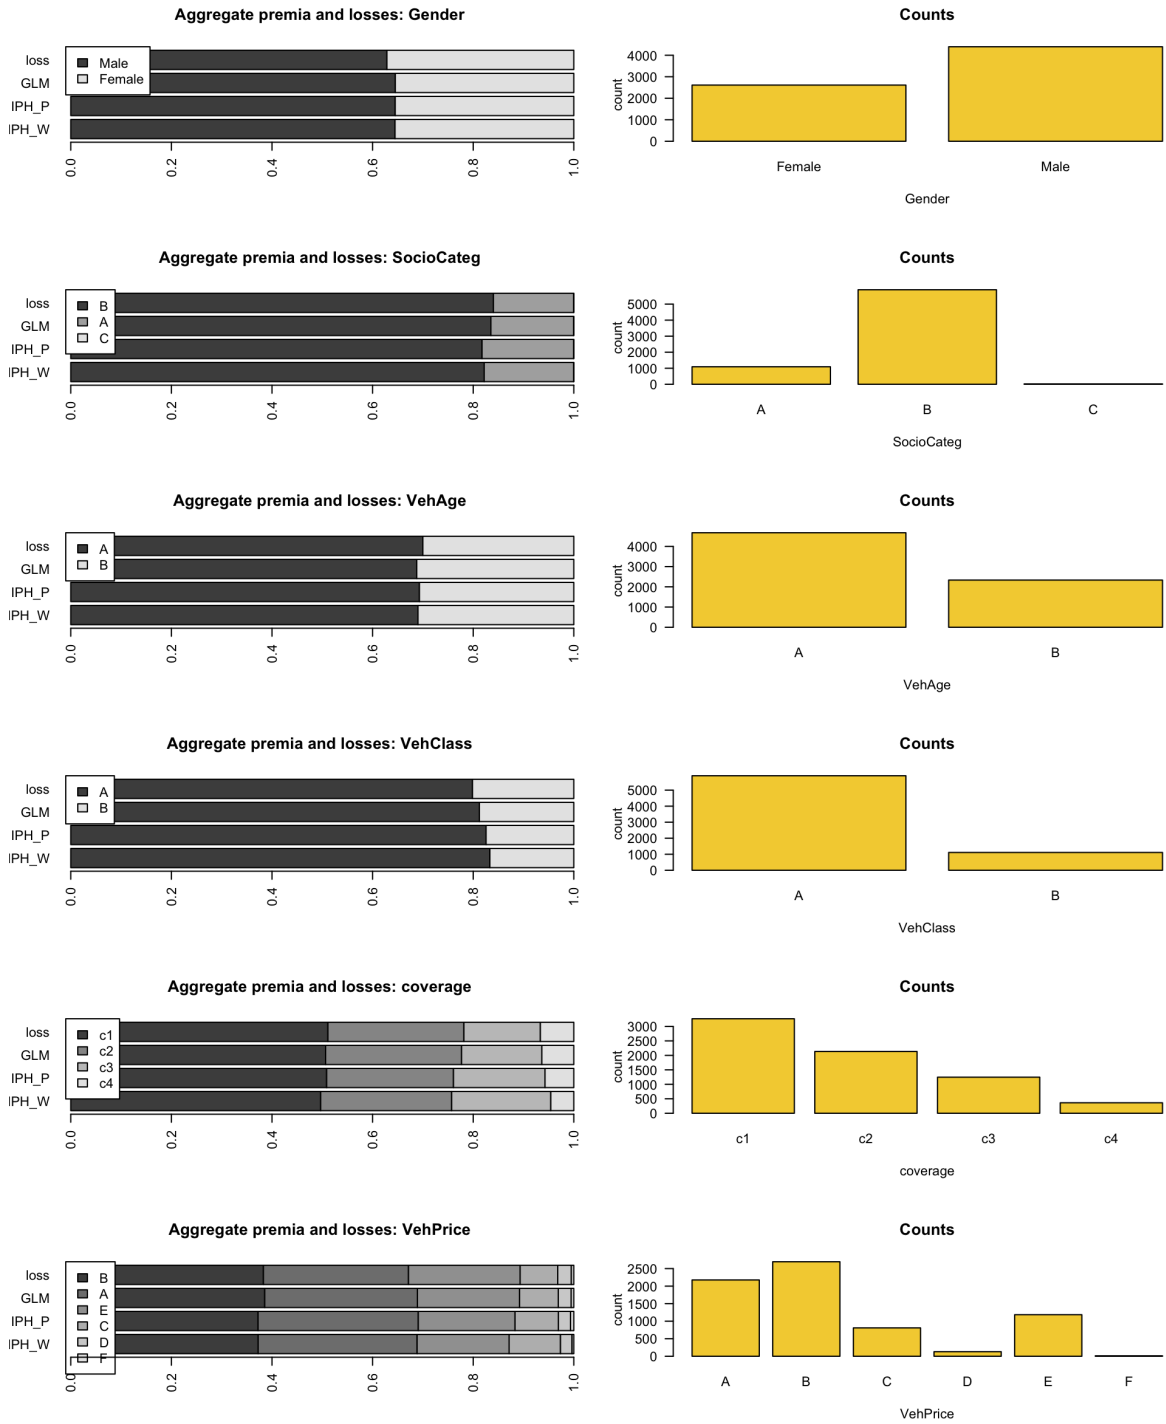 Aggregate premia and losses: Gender
loss
GLM
IPH_P
IPH_W
Male
Female
0.0 0.2 0.4 0.6 0.8 1.0
Counts
count
4000
3000
2000
1000
0
Female Male
Gender
Aggregate premia and losses: SocioCateg
loss
GLM
IPH_P
IPH_W
B
A
C
0.0 0.2 0.4 0.6 0.8 1.0
Counts
count
5000
4000
3000
2000
1000
0
A B C
SocioCateg
Aggregate premia and losses: VehAge
loss
GLM
IPH_P
IPH_W
A
B
0.0 0.2 0.4 0.6 0.8 1.0
Counts
count
4000
3000
2000
1000
0
A B
VehAge
Aggregate premia and losses: VehClass
loss
GLM
IPH_P
IPH_W
A
B
0.0 0.2 0.4 0.6 0.8 1.0
Counts
count
5000
4000
3000
2000
1000
0
A B
VehClass
Aggregate premia and losses: coverage
loss
GLM
IPH_P
IPH_W
c1
c2
c3
c4
0.0 0.2 0.4 0.6 0.8 1.0
Counts
count
3000
2500
2000
1500
1000
500
0
c1 c2 c3 c4
coverage
Aggregate premia and losses: VehPrice
loss
GLM
IPH_P
IPH_W
B
A
E
C
D
F
0.2 0.4 0.6 0.8 1.0
Counts
count
2500
2000
1500
1000
500
0
A B C D E F
VehPrice